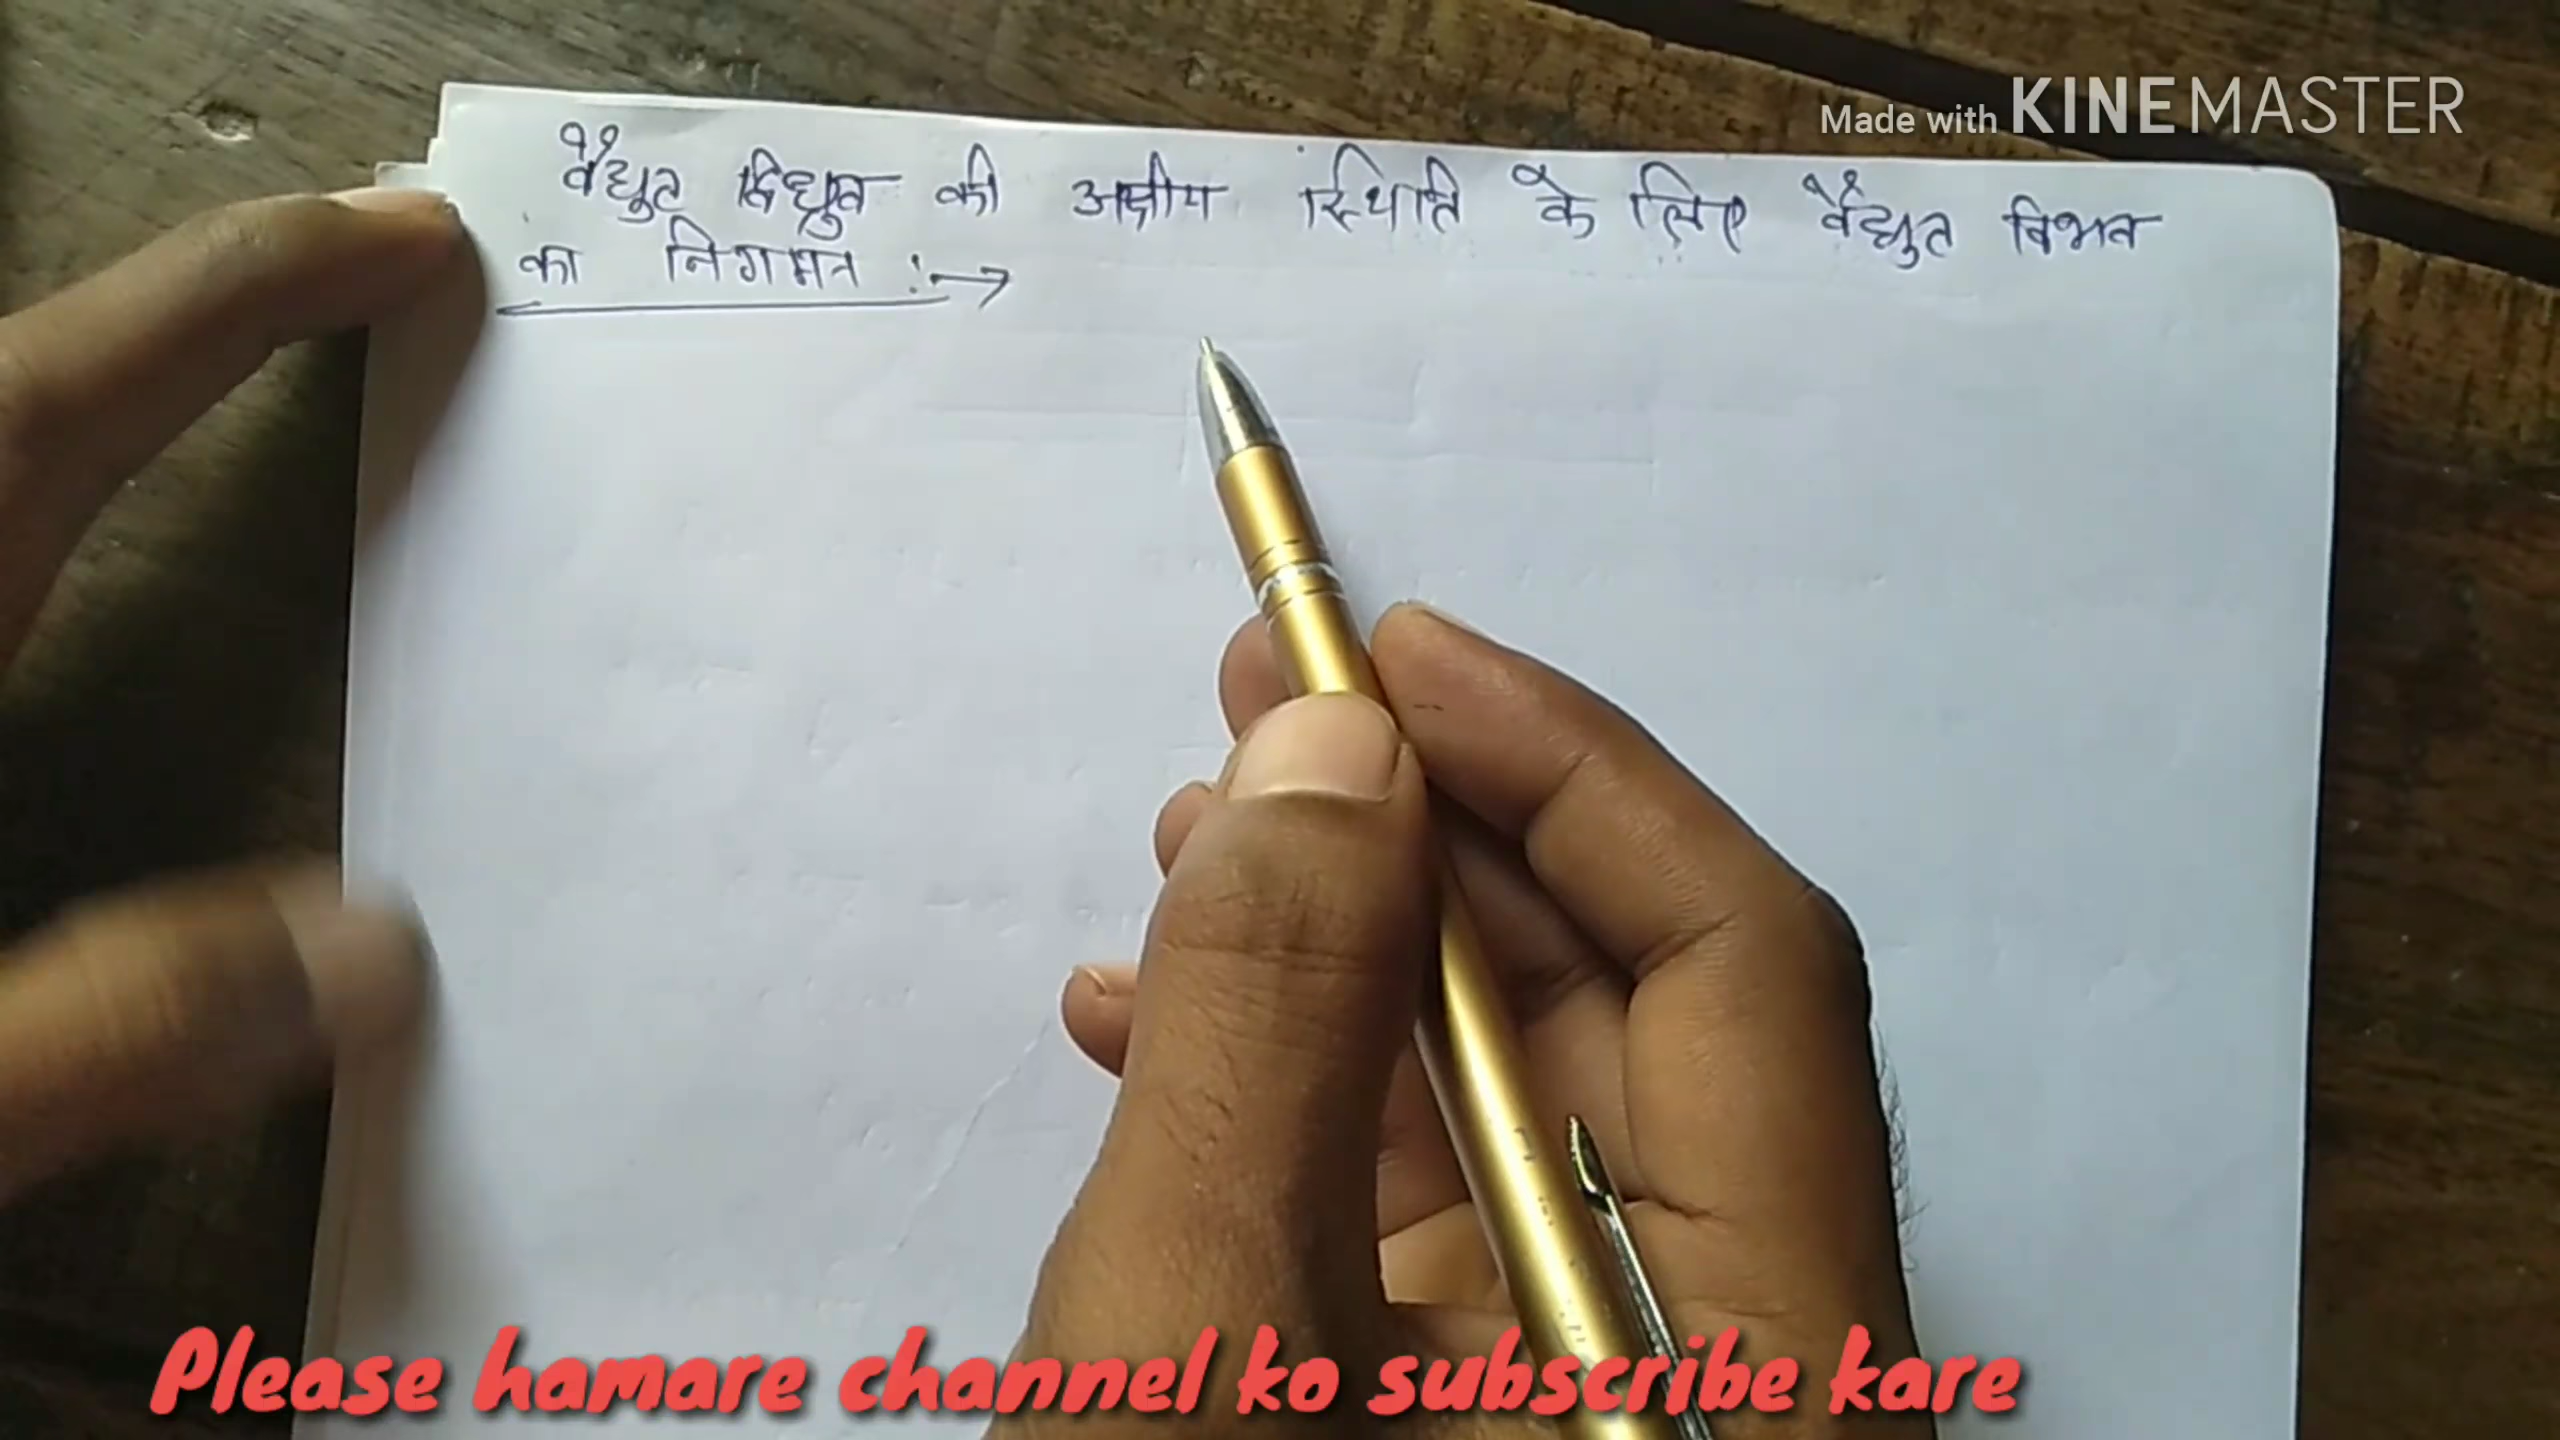 Made with KINEMASTER
वैद्युत द्विध्रुव की अक्षीय स्थिति के लिए वैद्युत विभव
का निगमन :→
Please hamare channel ko subscribe kare